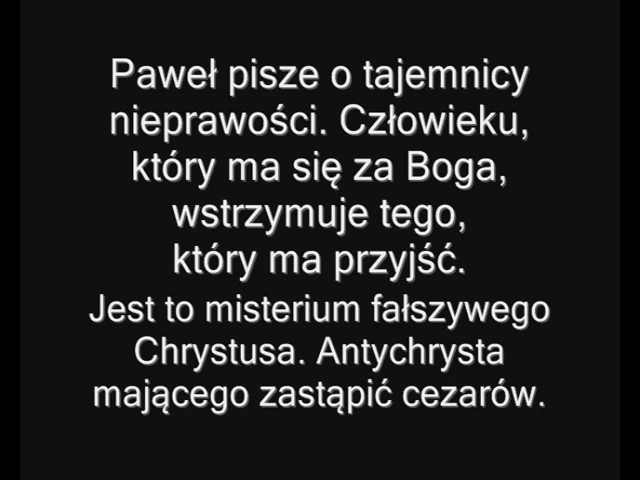 Paweł pisze o tajemnicy
nieprawości. Człowieku,
który ma się za Boga,
wstrzymuje tego,
który ma przyjść.
Jest to misterium fałszywego
Chrystusa. Antychrysta
mającego zastąpić cezarów.